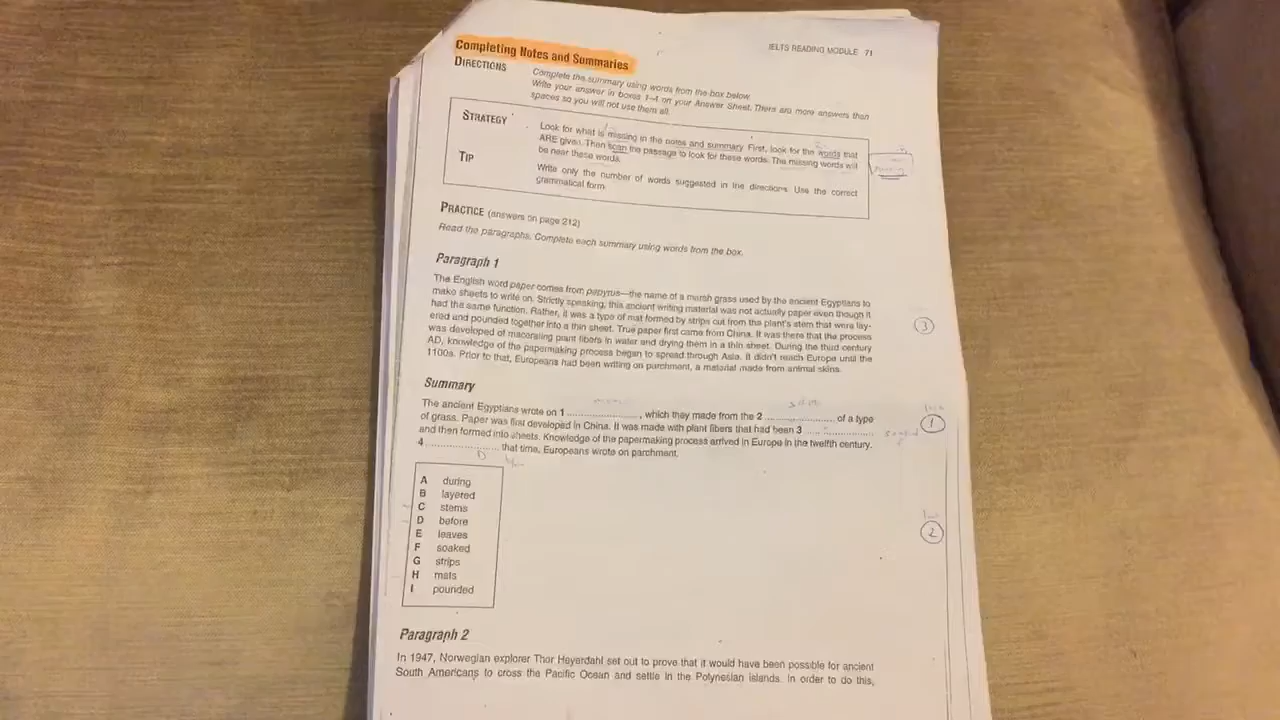 IELTS READING MODULE 71
Completing Notes and Summaries
DIRECTIONS
Complete the summary using words from the box below.
Write your answer in boxes 1–4 on your Answer Sheet. There are more answers than
spaces so you will not use them all.
STRATEGY
Look for what is missing in the notes and summary. First, look for the words that
ARE given. Then scan the passage to look for these words. The missing words will
be near these words.
TIP
Write only the number of words suggested in the directions. Use the correct
grammatical form.
PRACTICE (answers on page 212)
Read the paragraphs. Complete each summary using words from the box.
Paragraph 1
The English word paper comes from papyrus—the name of a marsh grass used by the ancient Egyptians to
make sheets to write on. Strictly speaking, this ancient writing material was not actually paper even though it
had the same function. Rather, it was a type of mat formed by strips cut from the plant's stem that were lay-
ered and pounded together into a thin sheet. True paper first came from China. It was there that the process
was developed of macerating plant fibers in water and drying them in a thin sheet. During the third century
AD, knowledge of the papermaking process began to spread through Asia. It didn't reach Europe until the
1100s. Prior to that, Europeans had been writing on parchment, a material made from animal skins.
3
Summary
The ancient Egyptians wrote on 1 ..................., which they made from the 2 ................... of a type
of grass. Paper was first developed in China. It was made with plant fibers that had been 3 ...................
and then formed into sheets. Knowledge of the papermaking process arrived in Europe in the twelfth century.
4 ................... that time, Europeans wrote on parchment.
1
soaked
D
A during
B layered
C stems
D before
E leaves
F soaked
G strips
H mats
I pounded
2
Paragraph 2
In 1947, Norwegian explorer Thor Heyerdahl set out to prove that it would have been possible for ancient
South Americans to cross the Pacific Ocean and settle in the Polynesian islands. In order to do this,